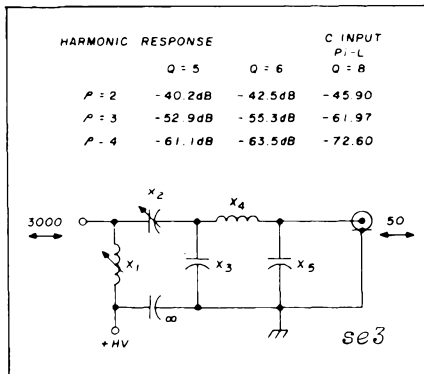 HARMONIC RESPONSE C INPUT
Pi-L
Q = 5 Q = 6 Q = 8
ρ = 2 -40.2dB -42.5dB -45.90
ρ = 3 -52.9dB -55.3dB -61.97
ρ - 4 -61.1dB -63.5dB -72.60
x2
x4
3000 50
x1 x3 x5
∞
+HV
se3